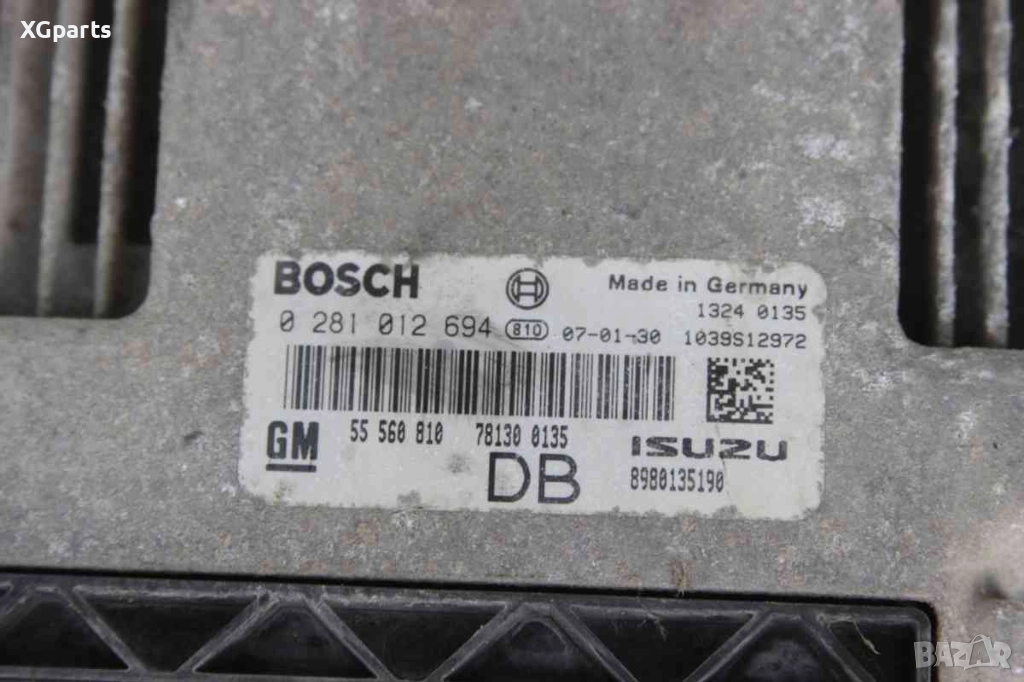 XGparts
BOSCH Made in Germany
1324 0135
0 281 012 694 810 07-01-30 1039S12972
GM 55 560 810 78130 0135 ISUZU
DB 8980135190
BAZAR